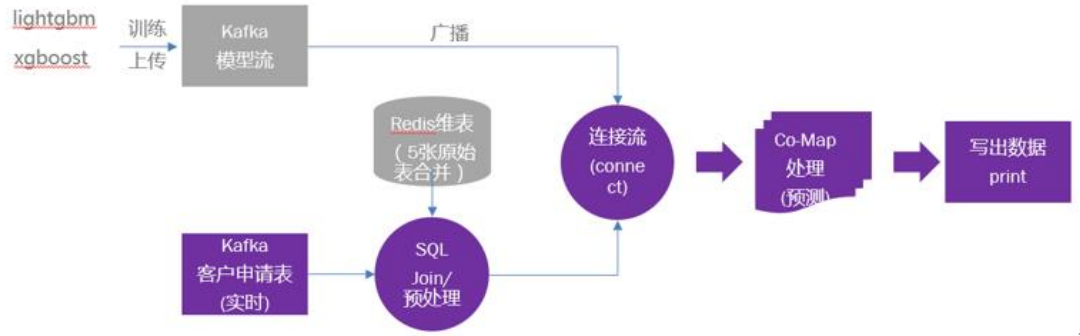 lightgbm
xgboost
训练
上传
Kafka
模型流
广播
Redis维表
（5张原始
表合并）
Kafka
客户申请表
(实时)
SQL
Join/
预处理
连接流
(conne
ct)
Co-Map
处理
(预测)
写出数据
print